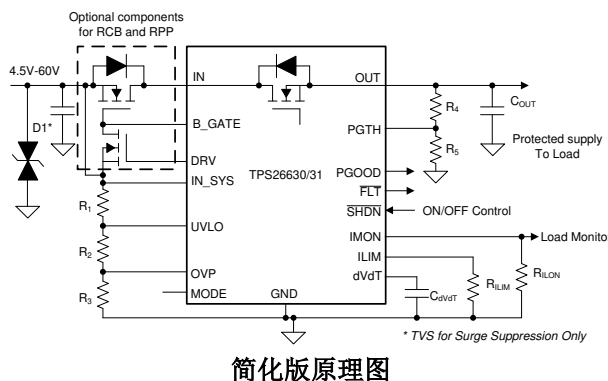 Optional components
for RCB and RPP
4.5V-60V
IN
OUT
D1*
B_GATE
DRV
IN_SYS
TPS26630/31
PGTH
R4
R5
COUT
Protected supply
To Load
PGOOD
FLT
SHDN
ON/OFF Control
R1
UVLO
IMON
Load Monito
R2
ILIM
dVdT
OVP
RILIM
RILON
R3
MODE
GND
CdVdT
* TVS for Surge Suppression Only
简化版原理图